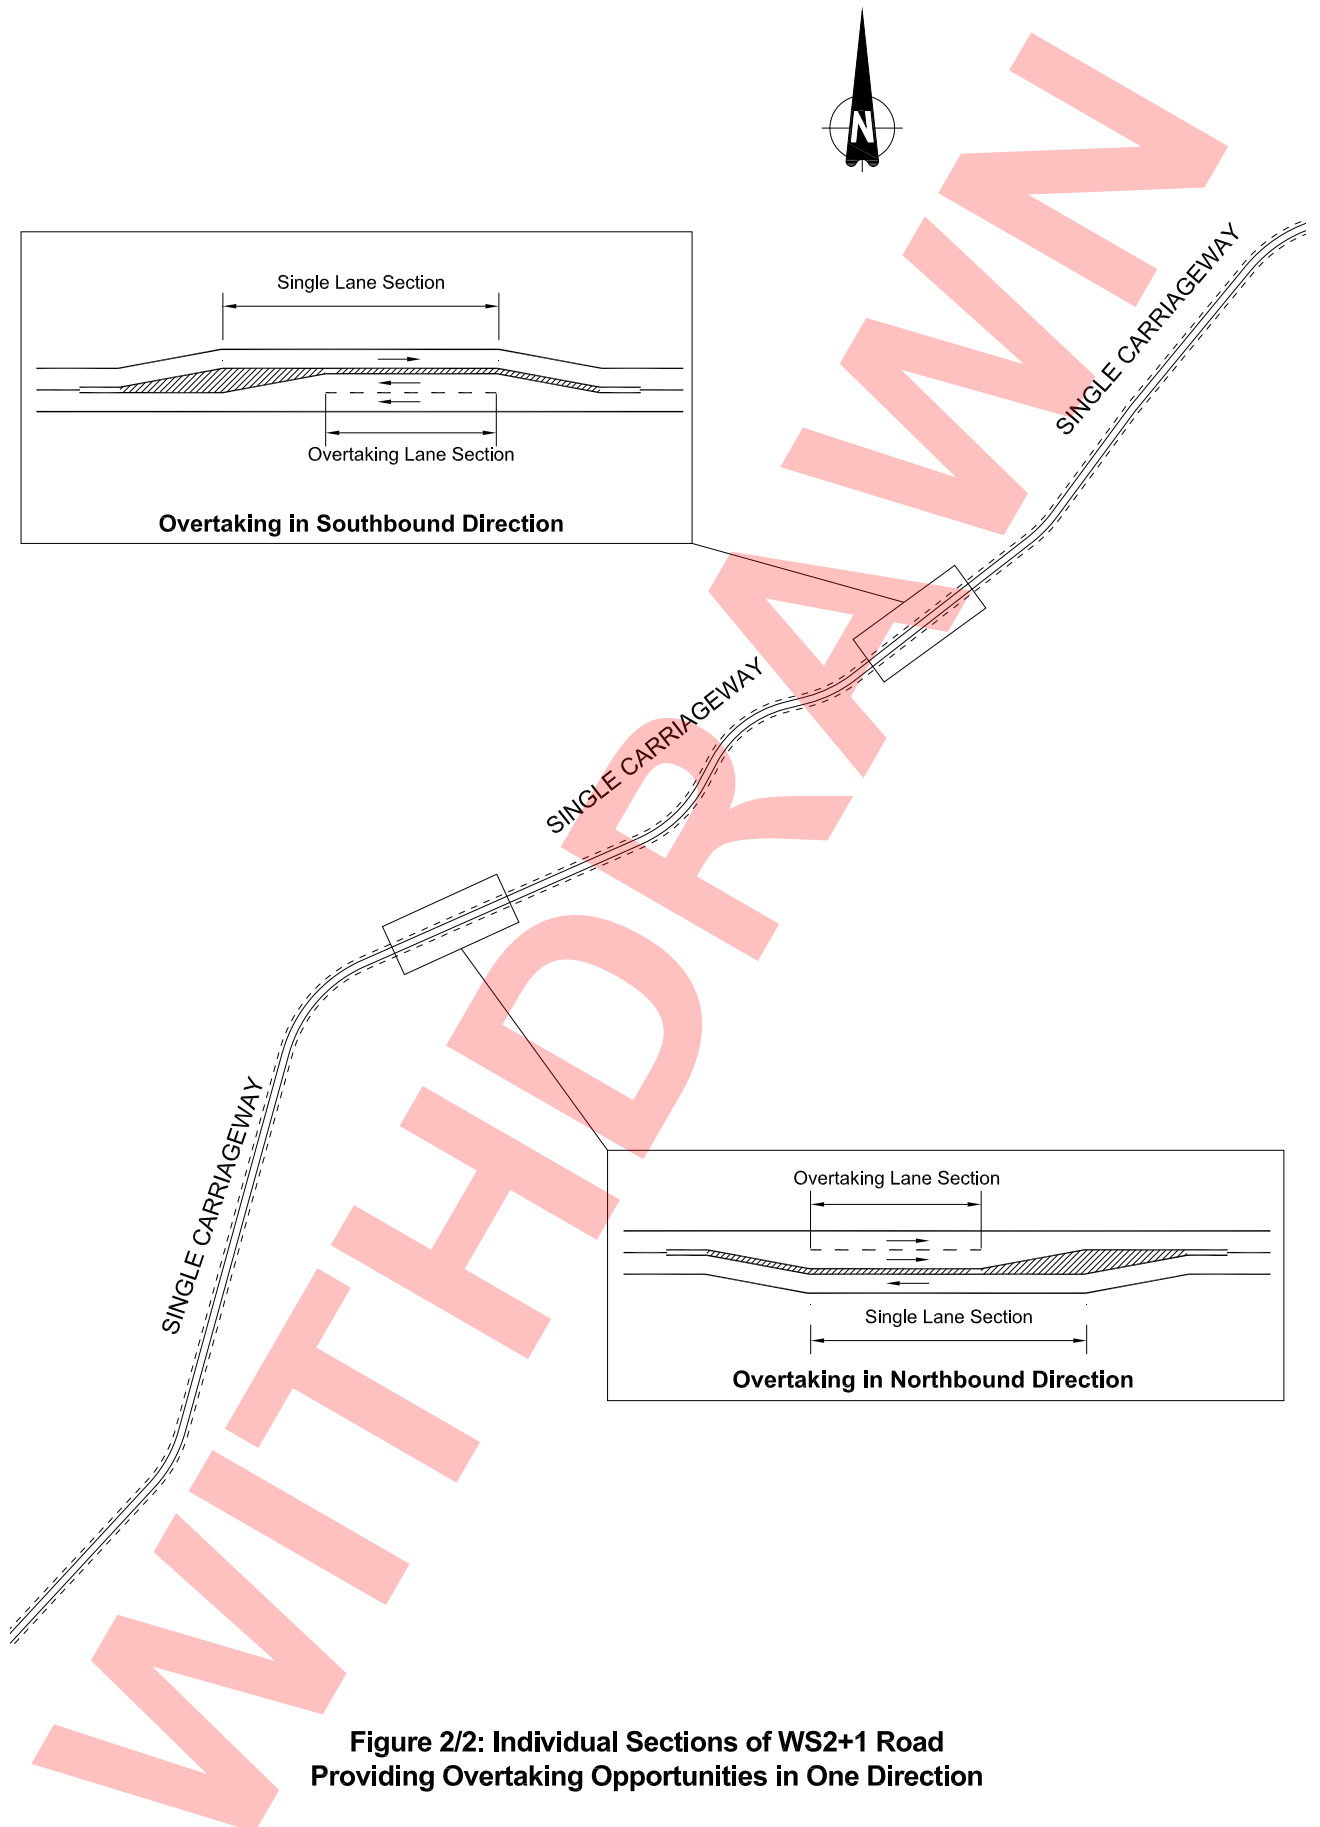 N
SINGLE CARRIAGEWAY
Single Lane Section
Overtaking Lane Section
Overtaking in Southbound Direction
SINGLE CARRIAGEWAY
SINGLE CARRIAGEWAY
Overtaking Lane Section
Single Lane Section
Overtaking in Northbound Direction
WITHDRAWN
Figure 2/2: Individual Sections of WS2+1 Road
Providing Overtaking Opportunities in One Direction